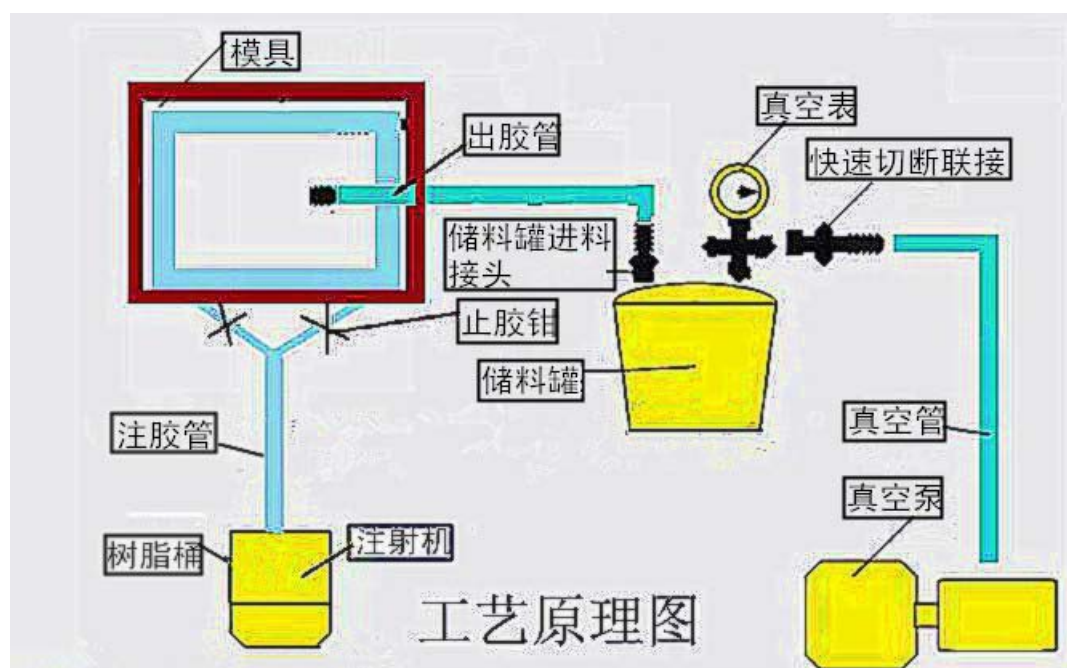 模具
真空表
出胶管
快速切断联接
储料罐进料
接头
止胶钳
储料罐
注胶管
真空管
真空泵
树脂桶
注射机
工艺原理图